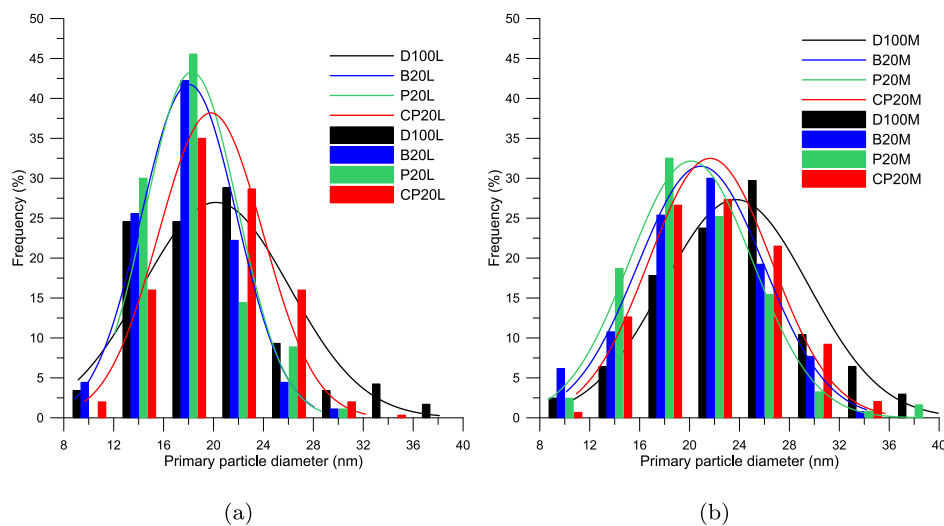 50
45
40
35
30
25
20
15
10
5
0
Frequency (%)
8 12 16 20 24 28 32 36 40
Primary particle diameter (nm)
D100L
B20L
P20L
CP20L
D100L
B20L
P20L
CP20L
(a)
50
45
40
35
30
25
20
15
10
5
0
Frequency (%)
8 12 16 20 24 28 32 36 40
Primary particle diameter (nm)
D100M
B20M
P20M
CP20M
D100M
B20M
P20M
CP20M
(b)